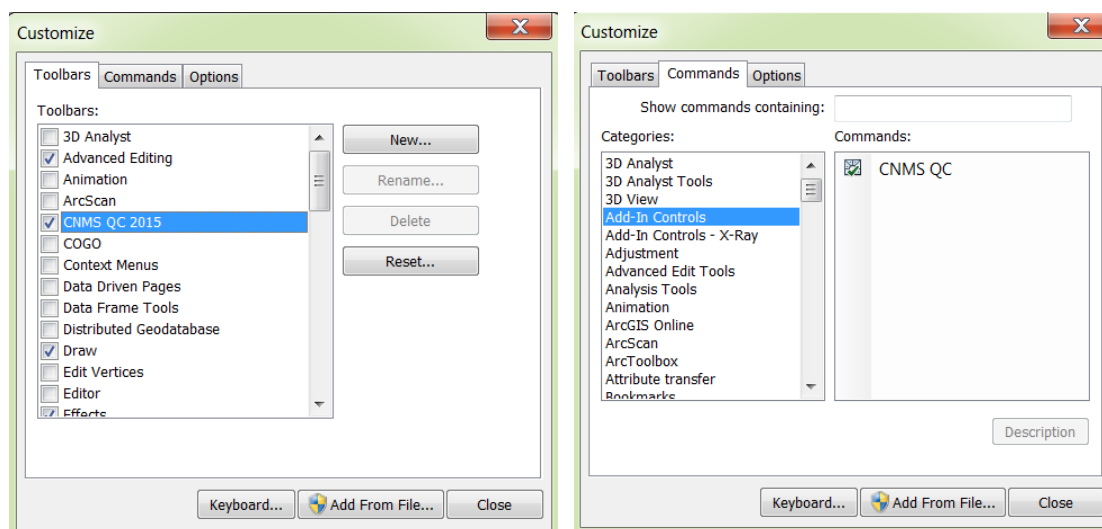 Customize
Toolbars Commands Options
Toolbars:
3D Analyst
Advanced Editing
Animation
ArcScan
CNMS QC 2015
COGO
Context Menus
Data Driven Pages
Data Frame Tools
Distributed Geodatabase
Draw
Edit Vertices
Editor
Effects
New...
Rename...
Delete
Reset...
Keyboard... Add From File... Close
Customize
Toolbars Commands Options
Show commands containing:
Categories:
3D Analyst
3D Analyst Tools
3D View
Add-In Controls
Add-In Controls - X-Ray
Adjustment
Advanced Edit Tools
Analysis Tools
Animation
ArcGIS Online
ArcScan
ArcToolbox
Attribute transfer
Bookmarks
Commands:
CNMS QC
Description
Keyboard... Add From File... Close